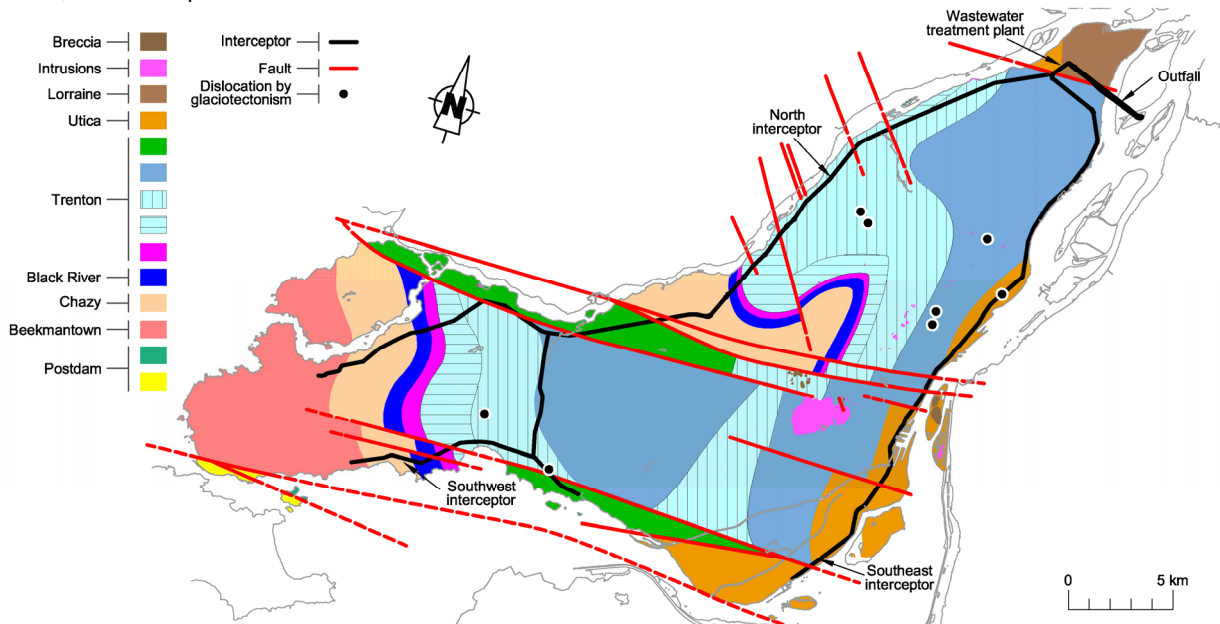 Breccia
Intrusions
Lorraine
Utica
Trenton
Black River
Chazy
Beekmantown
Postdam
Interceptor
Fault
Dislocation by
glaciotectonism
N
Wastewater
treatment plant
Outfall
North
interceptor
Southwest
interceptor
Southeast
interceptor
0 5 km